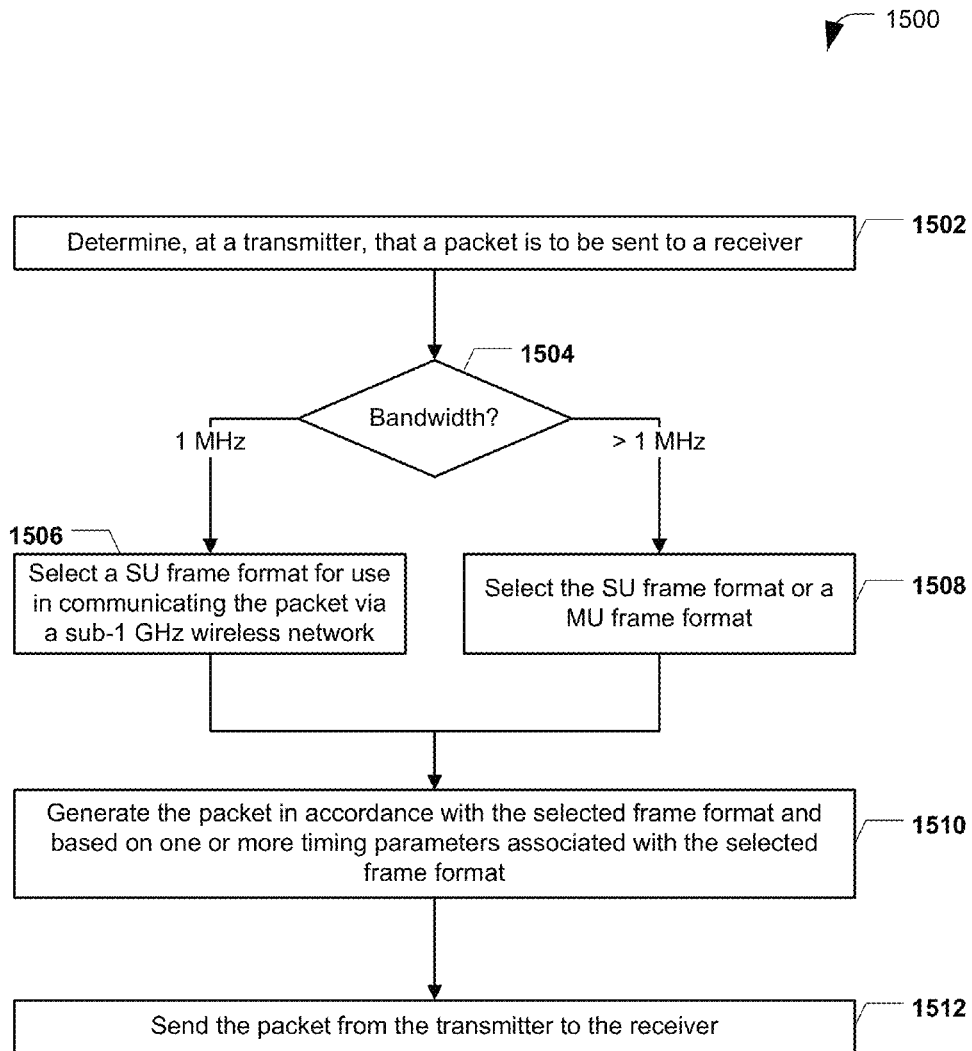 1500
Determine, at a transmitter, that a packet is to be sent to a receiver
1502
1504
Bandwidth?
1 MHz
> 1 MHz
1506
Select a SU frame format for use
in communicating the packet via
a sub-1 GHz wireless network
Select the SU frame format or a
MU frame format
1508
Generate the packet in accordance with the selected frame format and
based on one or more timing parameters associated with the selected
frame format
1510
Send the packet from the transmitter to the receiver
1512